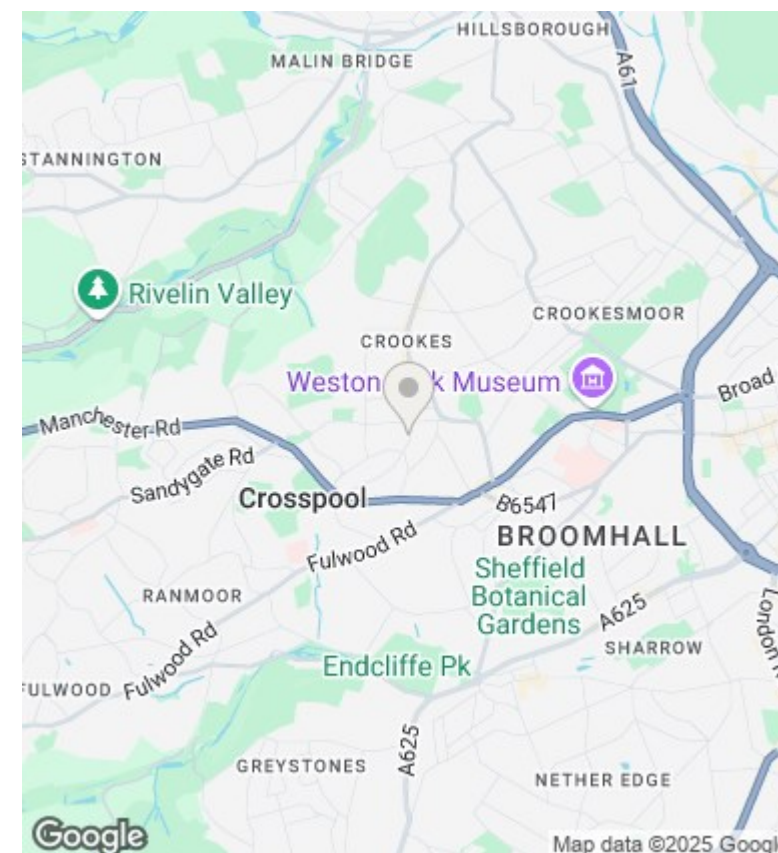 HILLSBOROUGH
MALIN BRIDGE
A61
STANNINGTON
Rivelin Valley
CROOKESMOOR
CROOKES
Weston k Museum
Broad
Manchester Rd
Sandygate Rd
Crosspool
B6547
BROOMHALL
Fulwood Rd
Sheffield
Botanical
Gardens
RANMOOR
A625
London R
SHARROW
Endcliffe Pk
FULWOOD
Fulwood Rd
A625
GREYSTONES
NETHER EDGE
Google
Map data ©2025 Google